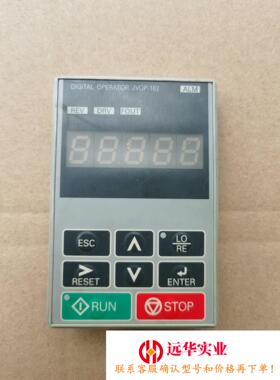 DIGITAL OPERATOR JVOP-182
ALM
REV DRV FOUT
ESC
LO
RE
RESET
ENTER
RUN
STOP
远华实业
联系客服确认型号和价格再下单!